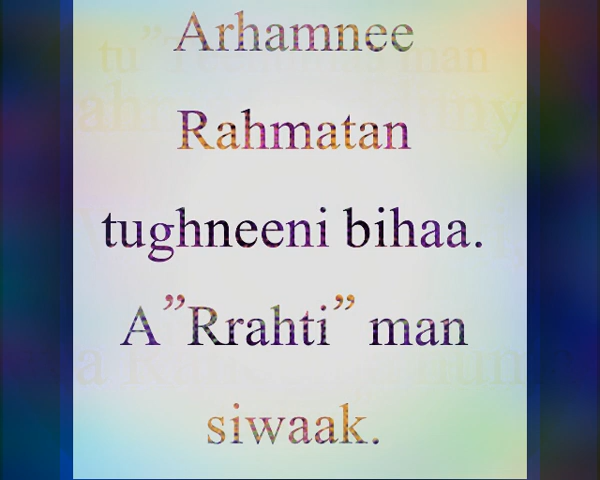 Arhamnee
Rahmatan
tughneeni bihaa.
A”Rrahti” man
siwaak.